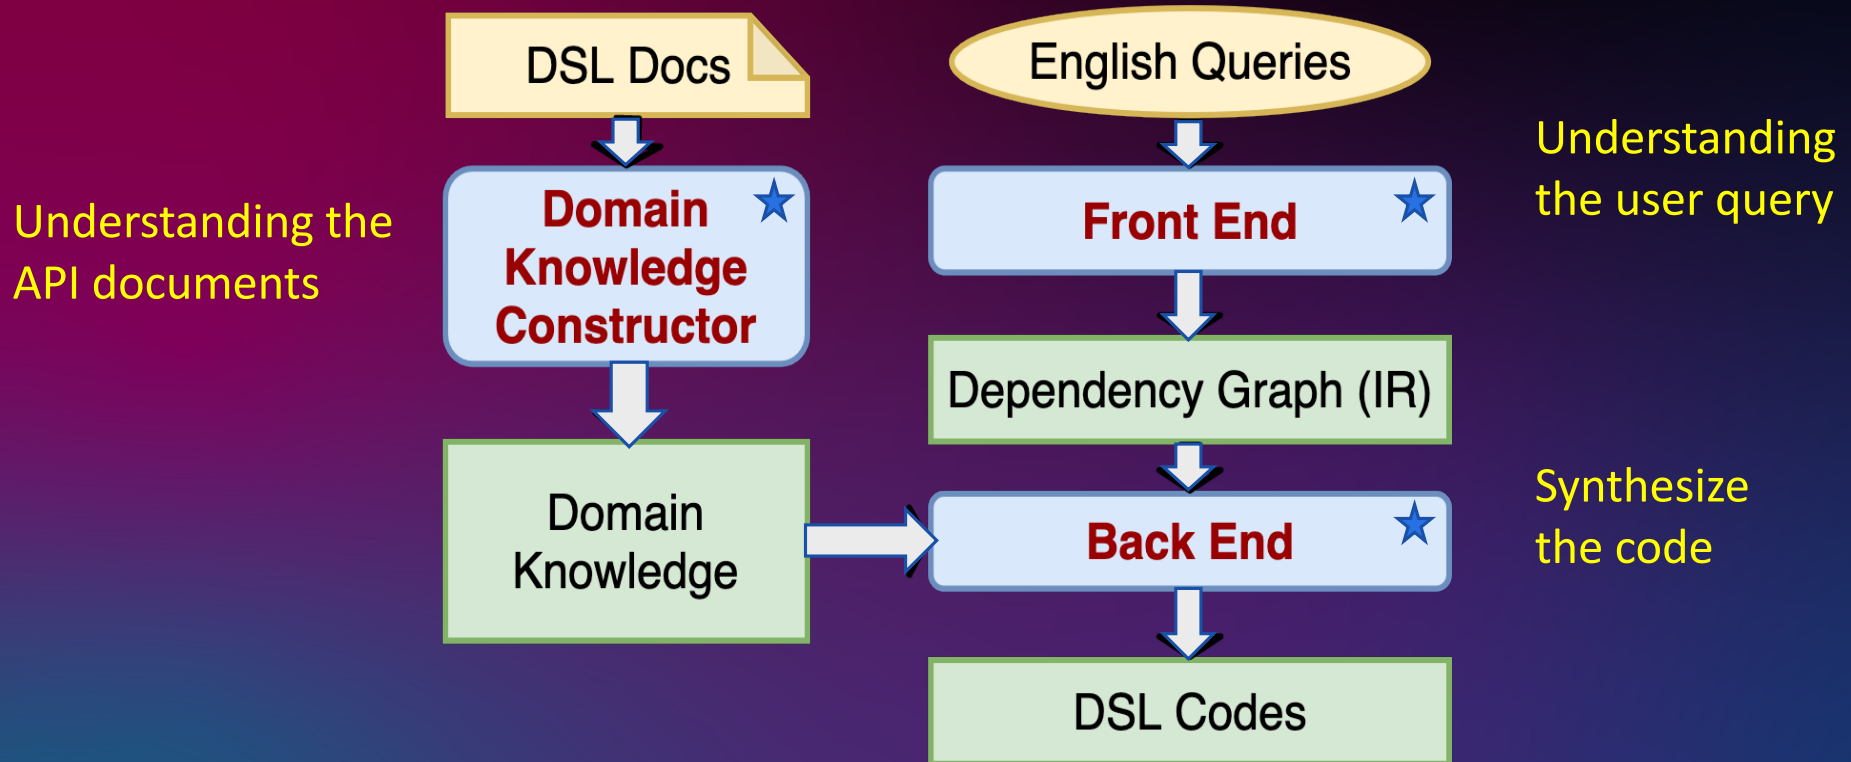 DSL Docs
English Queries
Understanding the
API documents
Domain
Knowledge
Constructor
Front End
Understanding
the user query
Dependency Graph (IR)
Domain
Knowledge
Back End
Synthesize
the code
DSL Codes